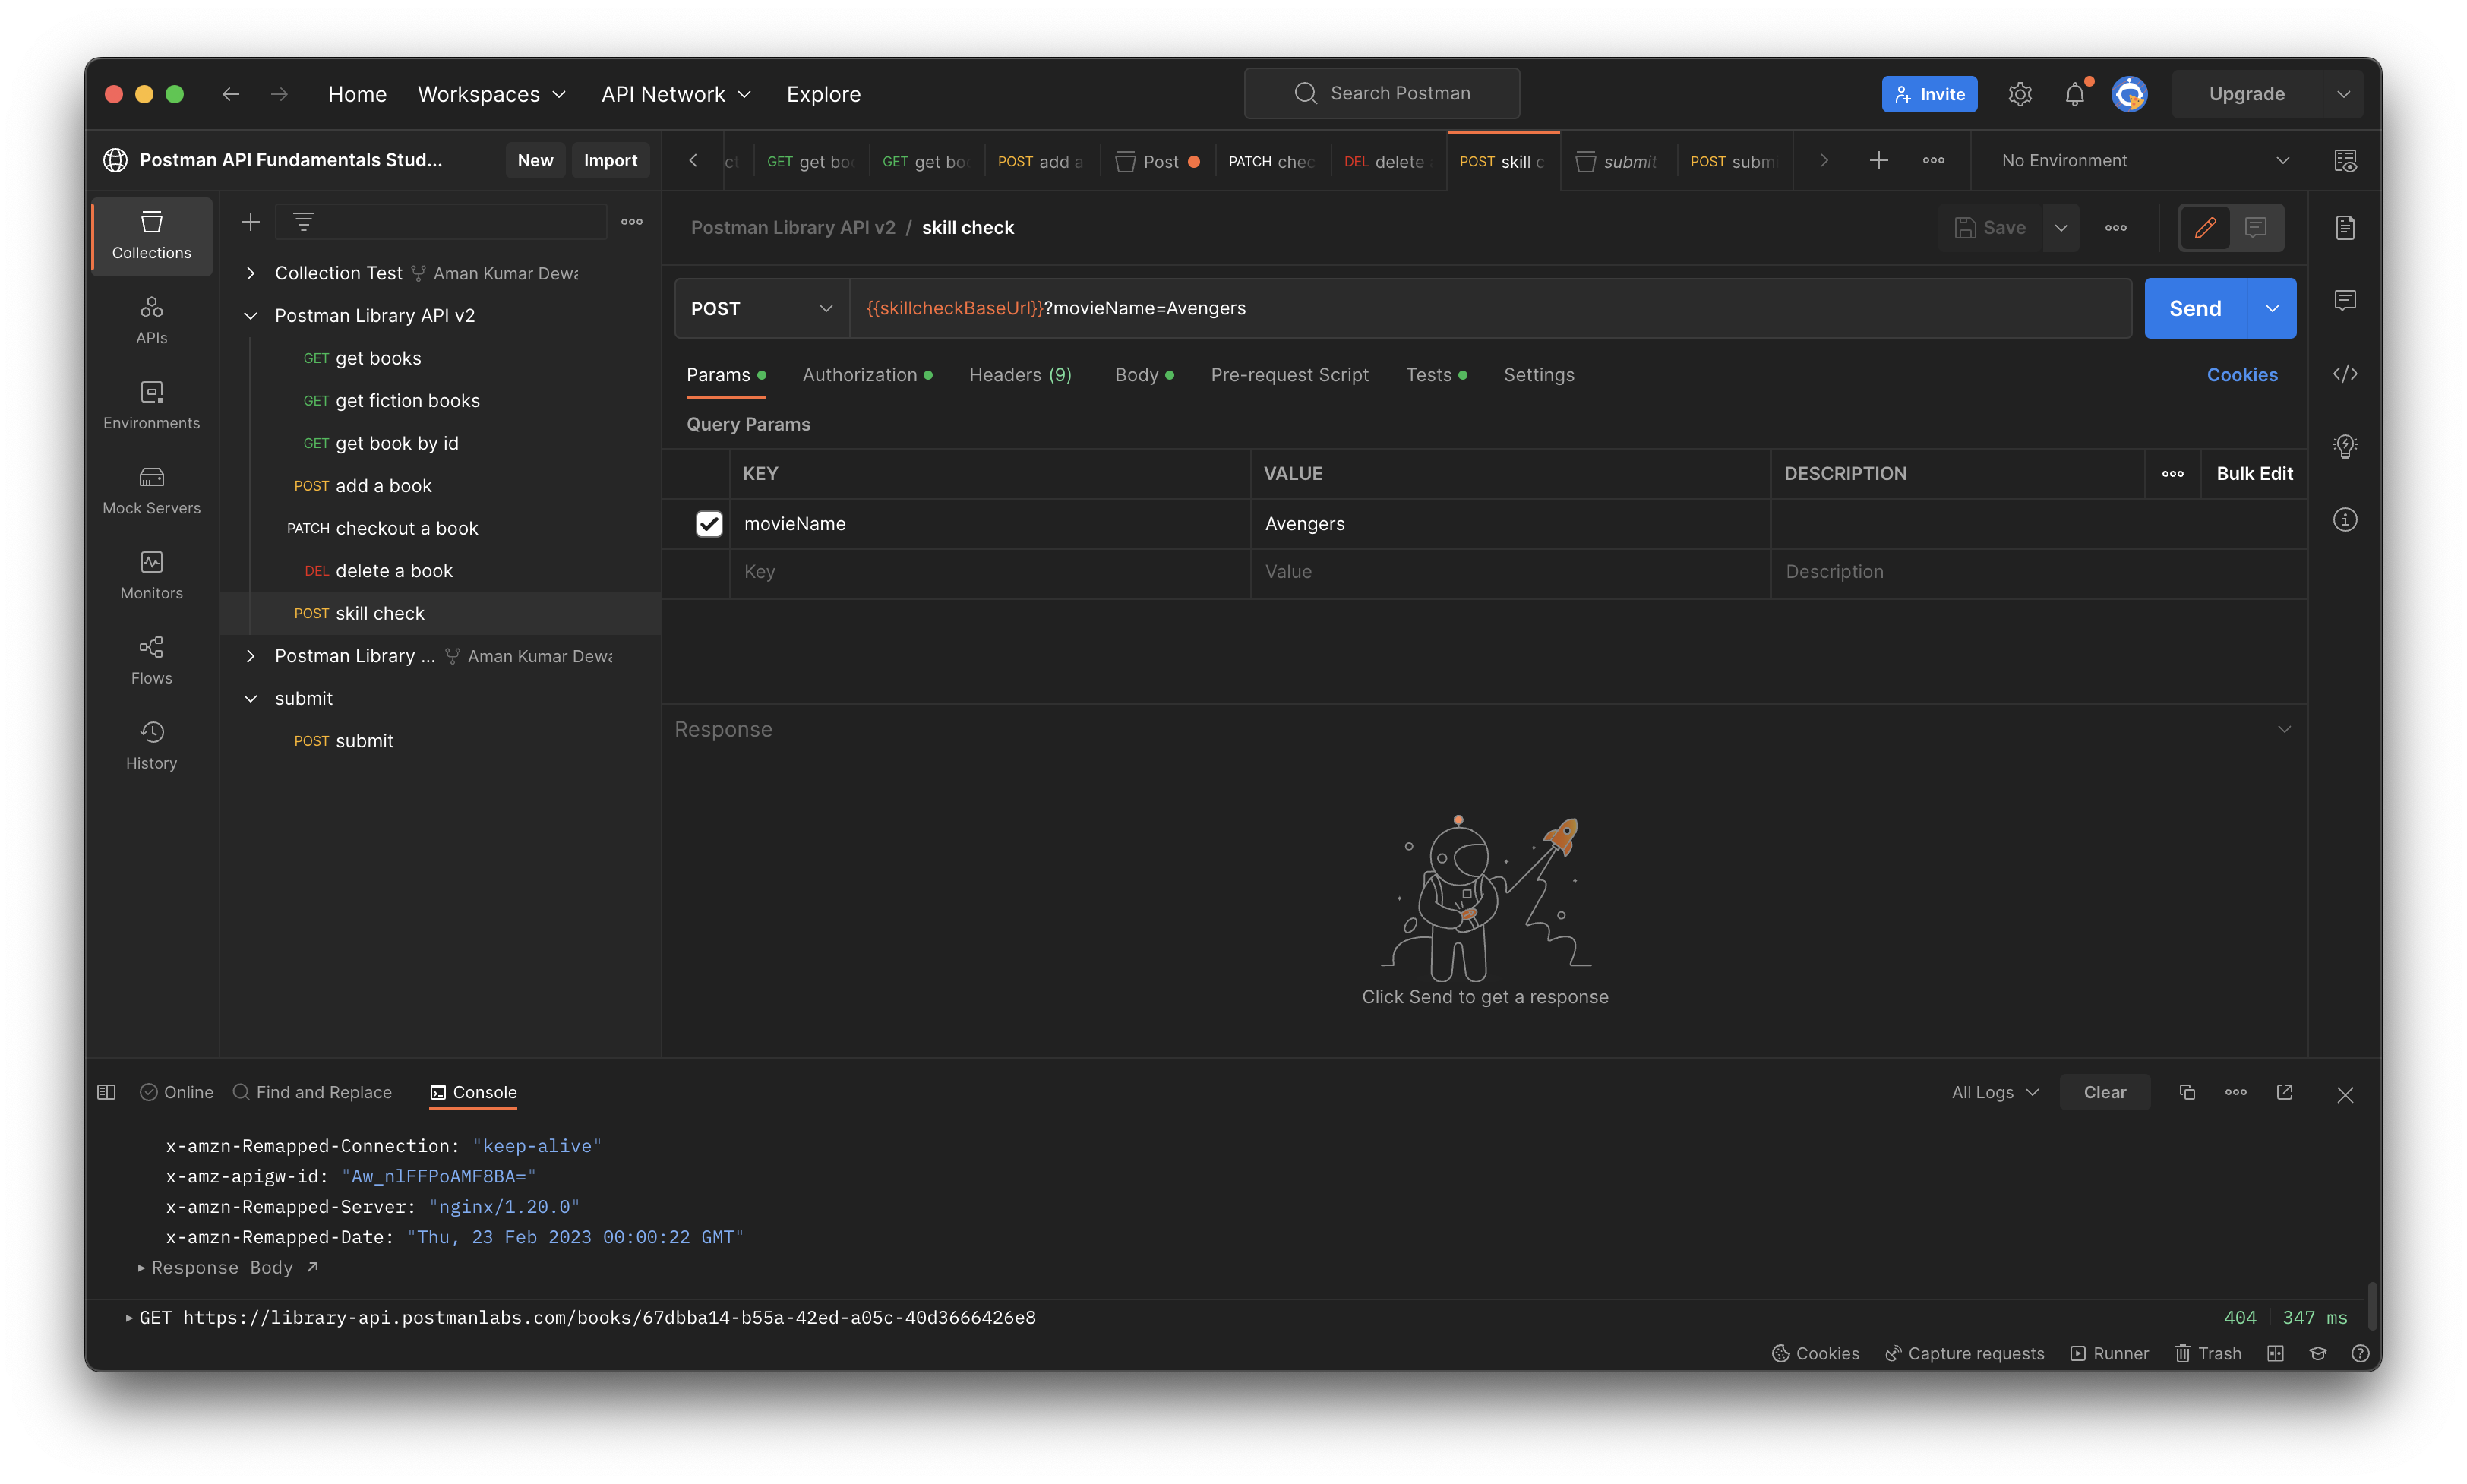 Home Workspaces API Network Explore Search Postman Invite Upgrade
Postman API Fundamentals Stud... New Import
GET get boo GET get boo POST add a Post PATCH chec DEL delete POST skill c submit POST subm No Environment
Collections
APIs
Environments
Mock Servers
Monitors
Flows
History
Collection Test Aman Kumar Dewa
Postman Library API v2
GET get books
GET get fiction books
GET get book by id
POST add a book
PATCH checkout a book
DEL delete a book
POST skill check
Postman Library ... Aman Kumar Dewa
submit
POST submit
Postman Library API v2 / skill check Save
POST {{skillcheckBaseUrl}}?movieName=Avengers Send
Params Authorization Headers (9) Body Pre-request Script Tests Settings Cookies
Query Params
KEY VALUE DESCRIPTION Bulk Edit
movieName Avengers
Key Value Description
Response
Click Send to get a response
Online Find and Replace Console All Logs Clear
x-amzn-Remapped-Connection: "keep-alive"
x-amz-apigw-id: "Aw_nlFFPoAMF8BA="
x-amzn-Remapped-Server: "nginx/1.20.0"
x-amzn-Remapped-Date: "Thu, 23 Feb 2023 00:00:22 GMT"
Response Body
GET https://library-api.postmanlabs.com/books/67dbba14-b55a-42ed-a05c-40d3666426e8 404 347 ms
Cookies Capture requests Runner Trash